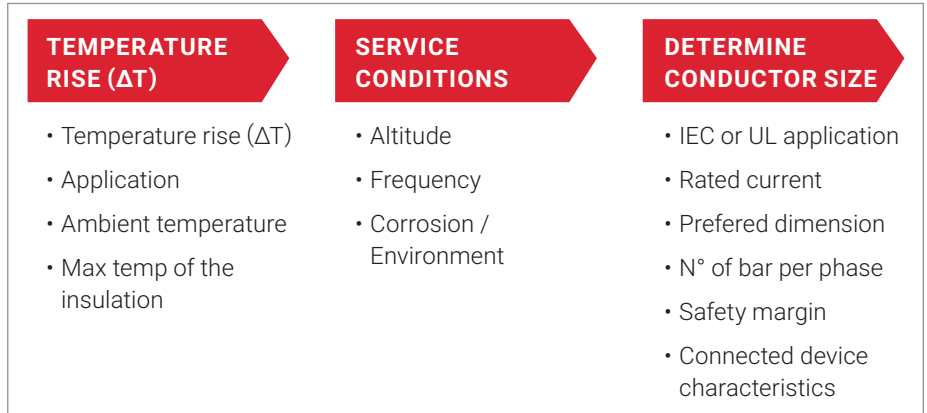 TEMPERATURE
RISE (ΔT)
• Temperature rise (ΔT)
• Application
• Ambient temperature
• Max temp of the
insulation
SERVICE
CONDITIONS
• Altitude
• Frequency
• Corrosion /
Environment
DETERMINE
CONDUCTOR SIZE
• IEC or UL application
• Rated current
• Prefered dimension
• N° of bar per phase
• Safety margin
• Connected device
characteristics